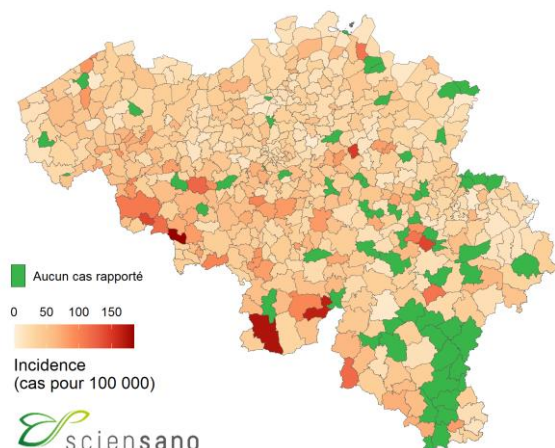 Aucun cas rapporté
0 50 100 150
Incidence
(cas pour 100 000)
sciensano